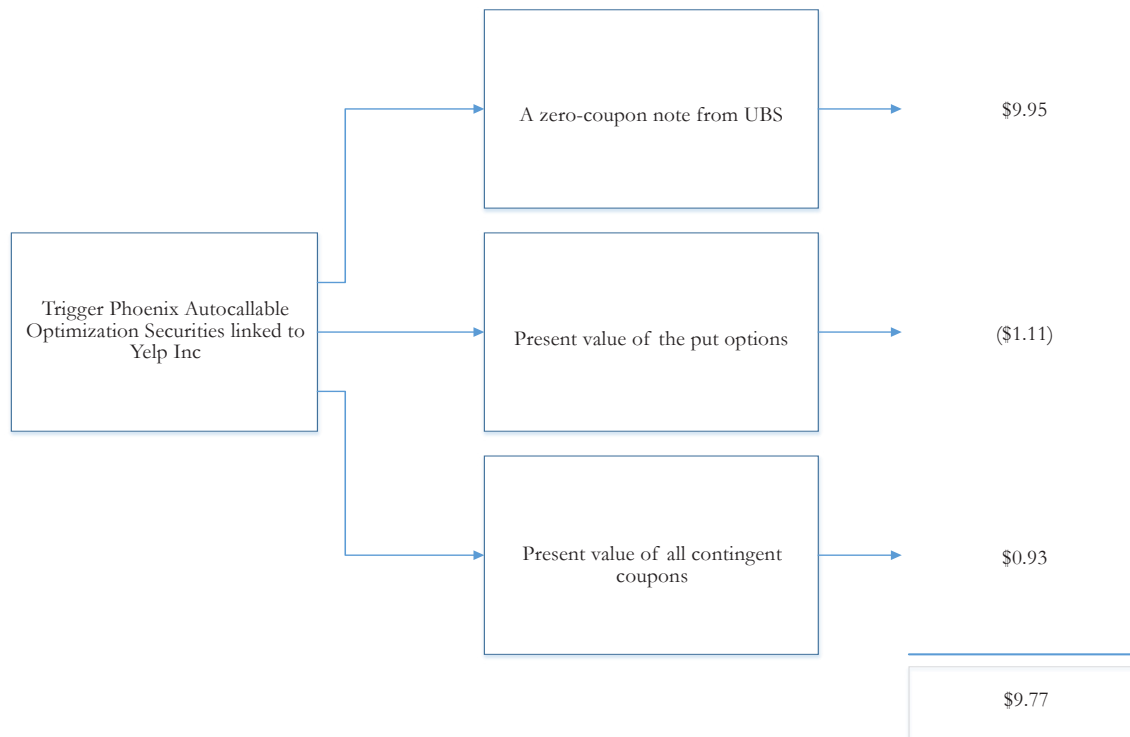 A zero-coupon note from UBS
$9.95
Trigger Phoenix Autocallable
Optimization Securities linked to
Yelp Inc
Present value of the put options
($1.11)
Present value of all contingent
coupons
$0.93
$9.77